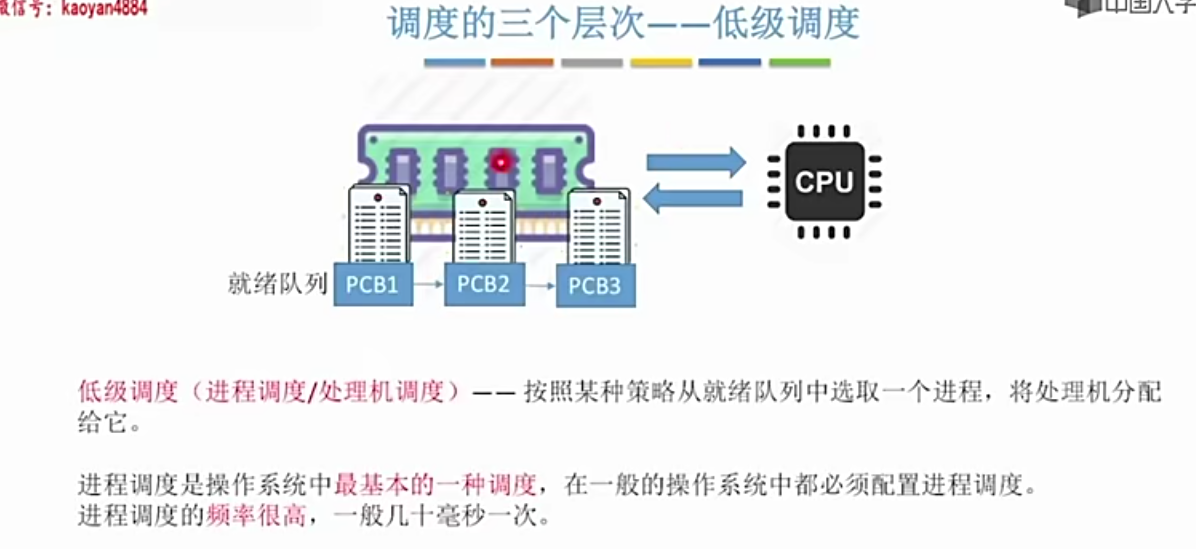 微信号：kaoyan4884
调度的三个层次——低级调度
中国大学
CPU
就绪队列
PCB1
PCB2
PCB3
低级调度（进程调度/处理机调度）—— 按照某种策略从就绪队列中选取一个进程，将处理机分配
给它。
进程调度是操作系统中最基本的一种调度，在一般的操作系统中都必须配置进程调度。
进程调度的频率很高，一般几十毫秒一次。